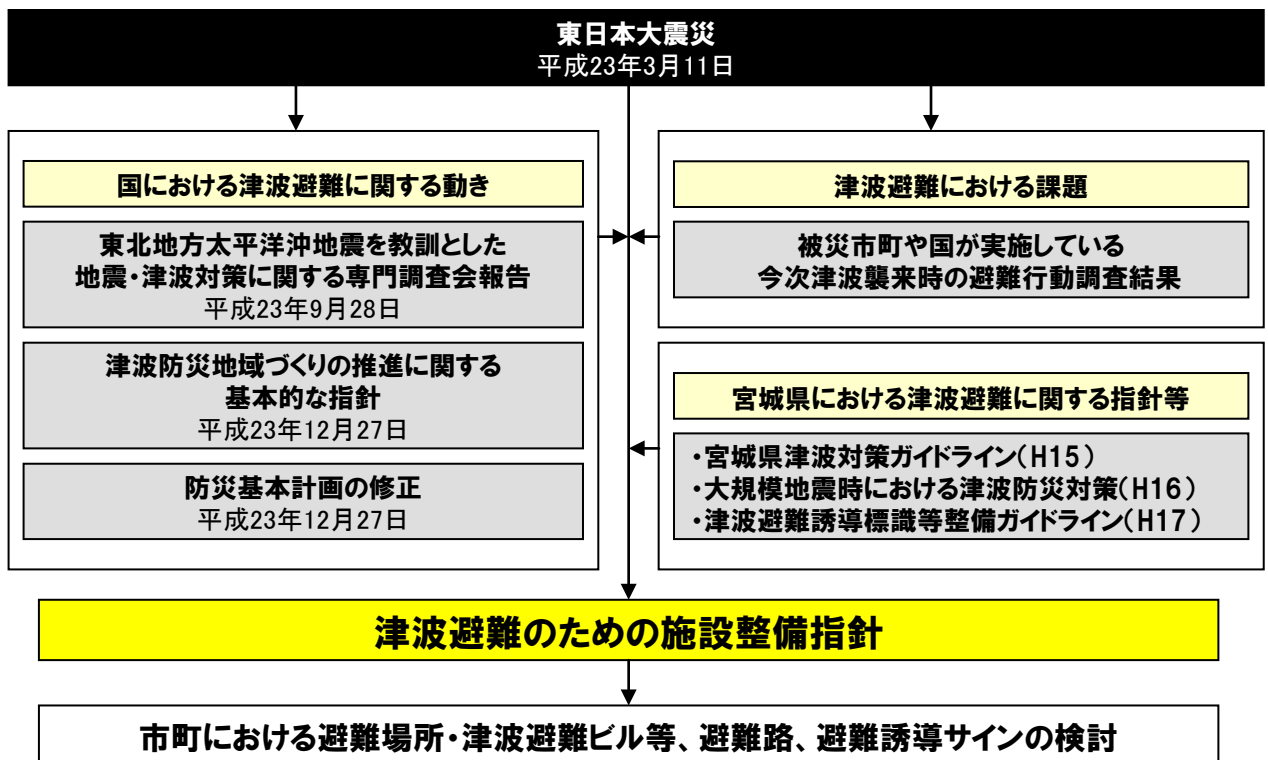 東日本大震災
平成23年3月11日
国における津波避難に関する動き
東北地方太平洋沖地震を教訓とした
地震・津波対策に関する専門調査会報告
平成23年9月28日
津波防災地域づくりの推進に関する
基本的な指針
平成23年12月27日
防災基本計画の修正
平成23年12月27日
津波避難における課題
被災市町や国が実施している
今次津波襲来時の避難行動調査結果
宮城県における津波避難に関する指針等
・宮城県津波対策ガイドライン(H15)
・大規模地震時における津波防災対策(H16)
・津波避難誘導標識等整備ガイドライン(H17)
津波避難のための施設整備指針
市町における避難場所・津波避難ビル等、避難路、避難誘導サインの検討